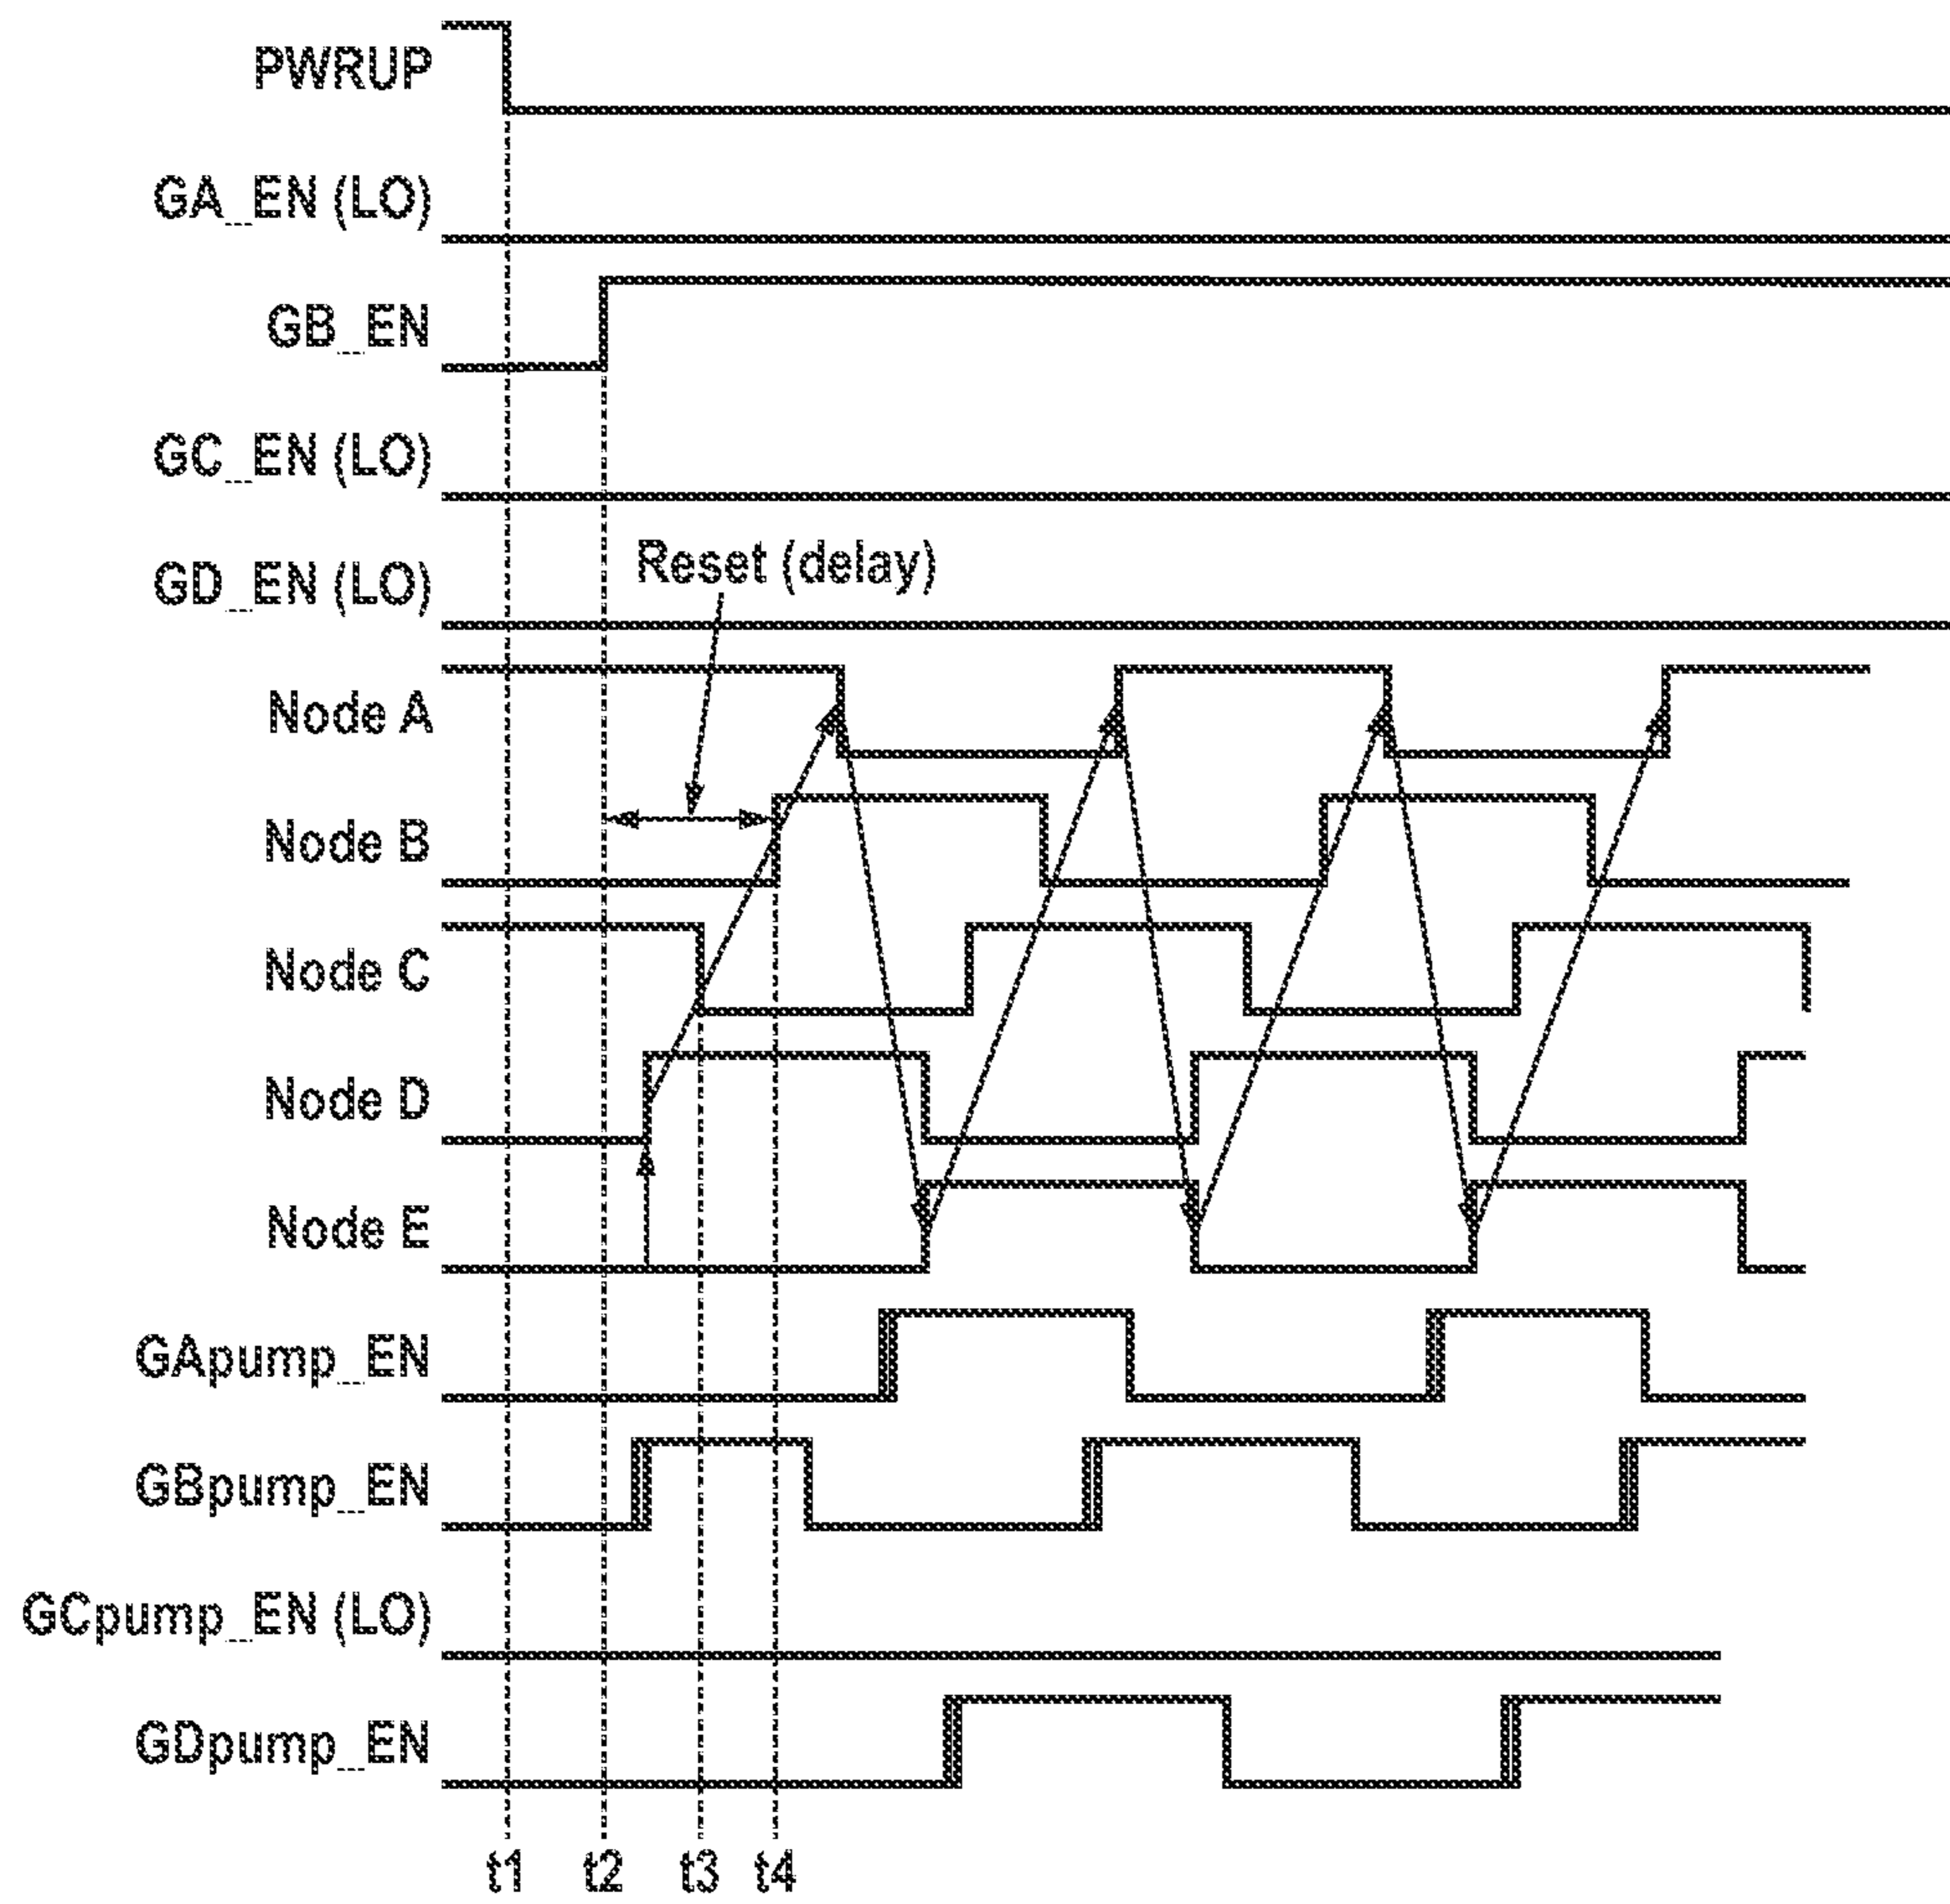 PWRUP
GA_EN (LO)
GB_EN
GC_EN (LO)
GD_EN (LO)
Reset (delay)
Node A
Node B
Node C
Node D
Node E
GApump_EN
GBpump_EN
GCpump_EN (LO)
GDpump_EN
t1 t2 t3 t4